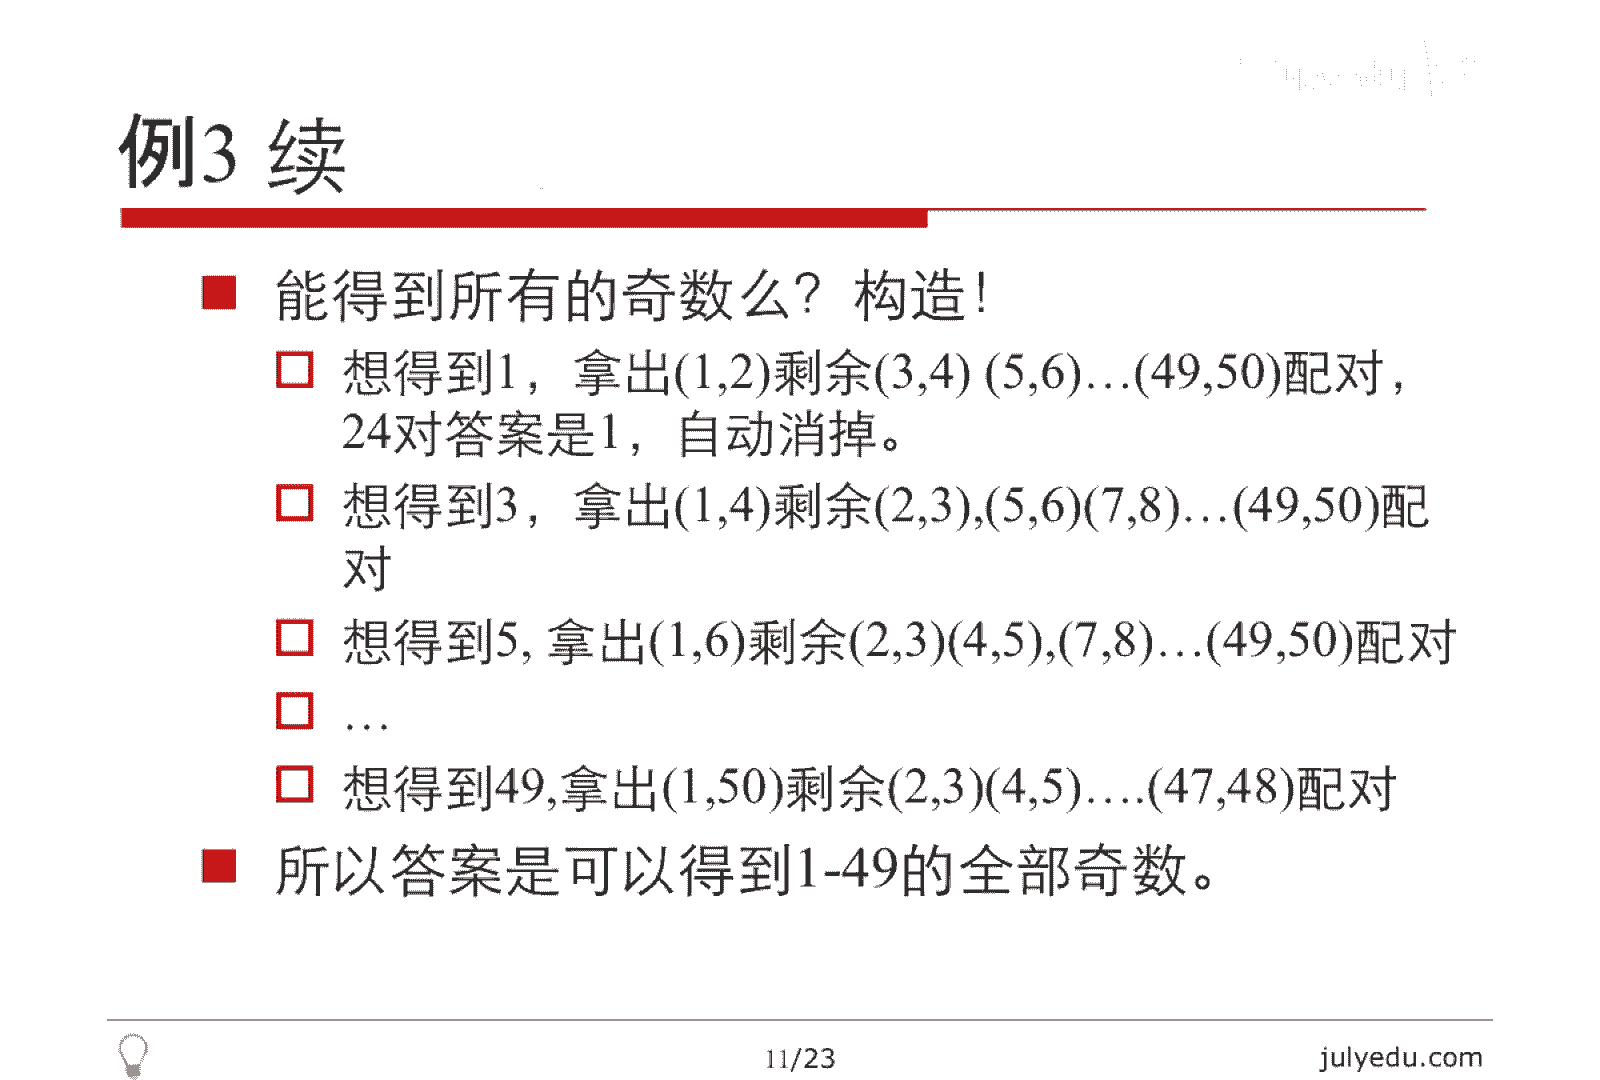 例3 续
能得到所有的奇数么？构造！
想得到1，拿出(1,2)剩余(3,4) (5,6)…(49,50)配对，
24对答案是1，自动消掉。
想得到3，拿出(1,4)剩余(2,3),(5,6)(7,8)…(49,50)配
对
想得到5, 拿出(1,6)剩余(2,3)(4,5),(7,8)…(49,50)配对
…
想得到49,拿出(1,50)剩余(2,3)(4,5)….(47,48)配对
所以答案是可以得到1-49的全部奇数。
11/23
julyedu.com